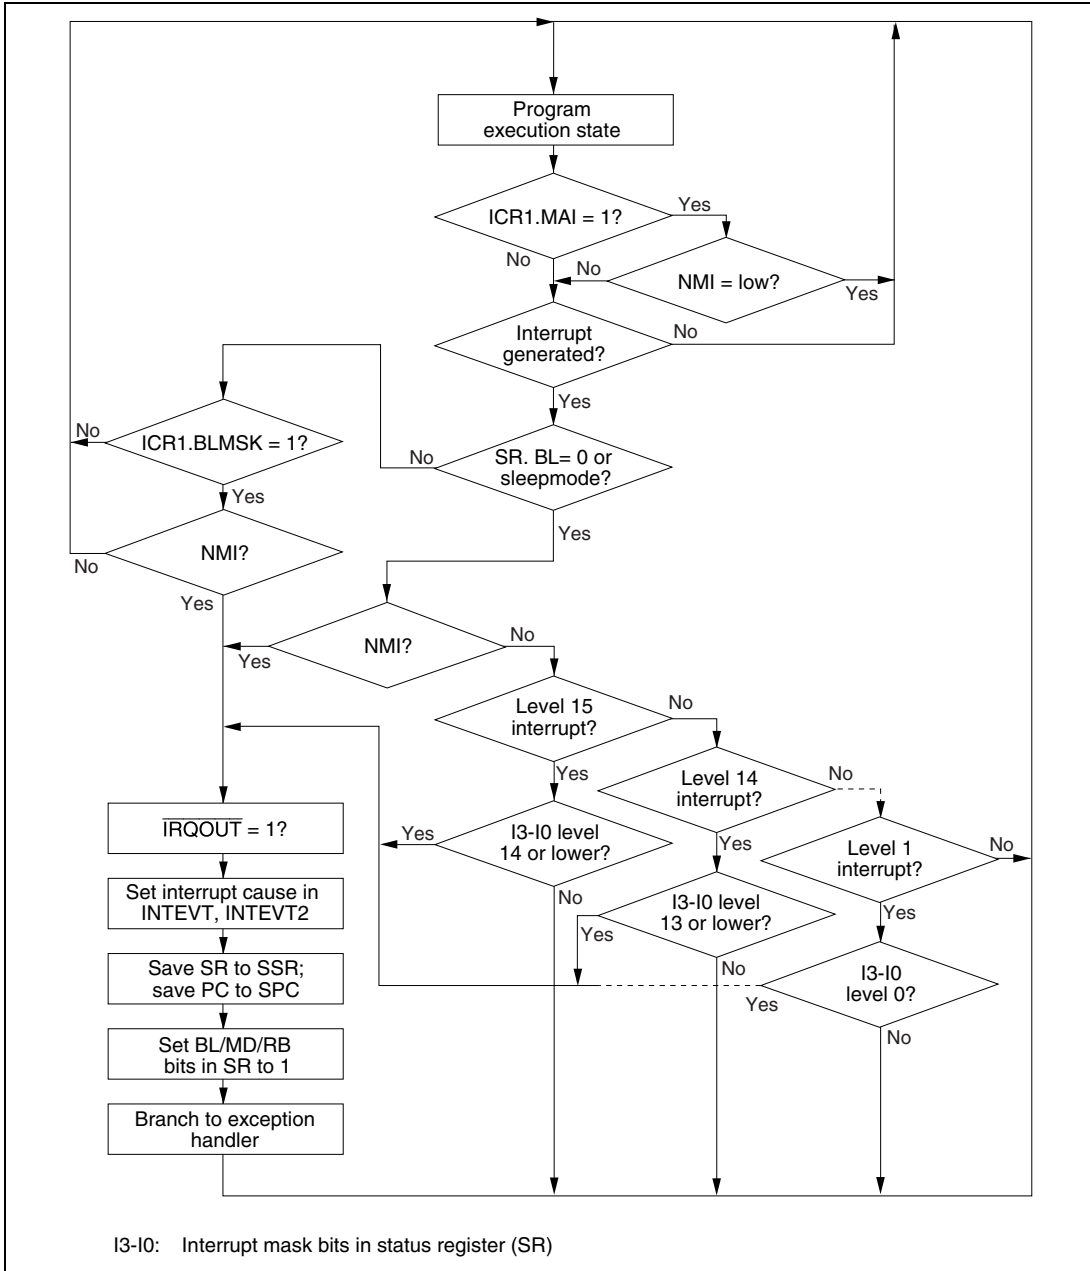 Program
execution state
ICR1.MAI = 1?
Yes
No
NMI = low?
No
Yes
Interrupt
generated?
No
Yes
ICR1.BLMSK = 1?
No
Yes
SR. BL= 0 or
sleepmode?
No
Yes
NMI?
No
Yes
NMI?
No
Yes
Level 15
interrupt?
No
Yes
Level 14
interrupt?
No
Yes
IRQOUT = 1?
I3-I0 level
14 or lower?
Yes
No
Level 1
interrupt?
No
Yes
Set interrupt cause in
INTEVT, INTEVT2
I3-I0 level
13 or lower?
Yes
No
Save SR to SSR;
save PC to SPC
I3-I0
level 0?
Yes
No
Set BL/MD/RB
bits in SR to 1
Branch to exception
handler
I3-I0: Interrupt mask bits in status register (SR)